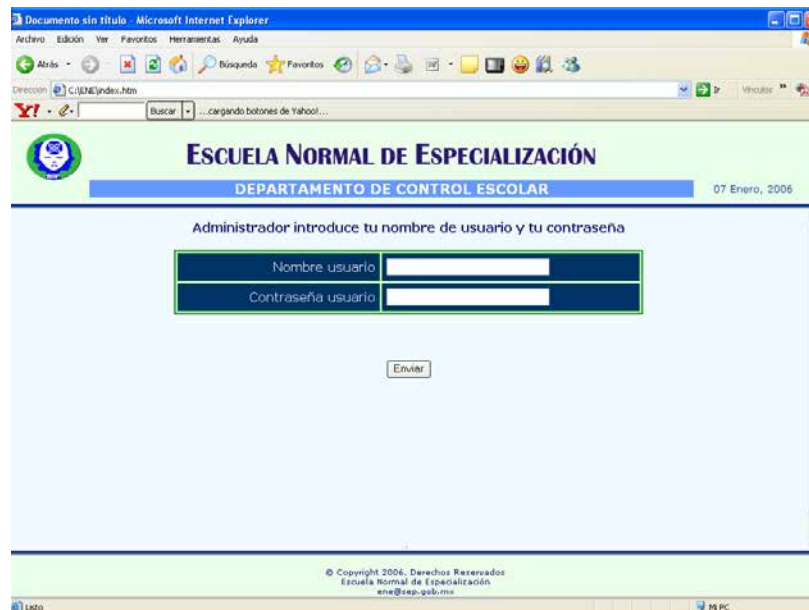 Documento sin título - Microsoft Internet Explorer
Archivo Edición Ver Favoritos Herramientas Ayuda
Atrás Búsqueda Favoritos
Dirección C:\ENE\index.htm Ir Vínculos »
Y! Buscar ...cargando botones de Yahoo!...
ESCUELA NORMAL DE ESPECIALIZACIÓN
DEPARTAMENTO DE CONTROL ESCOLAR 07 Enero, 2006
Administrador introduce tu nombre de usuario y tu contraseña
Nombre usuario
Contraseña usuario
Enviar
© Copyright 2006. Derechos Reservados
Escuela Normal de Especialización
ene@sep.gob.mx
Listo Mi PC